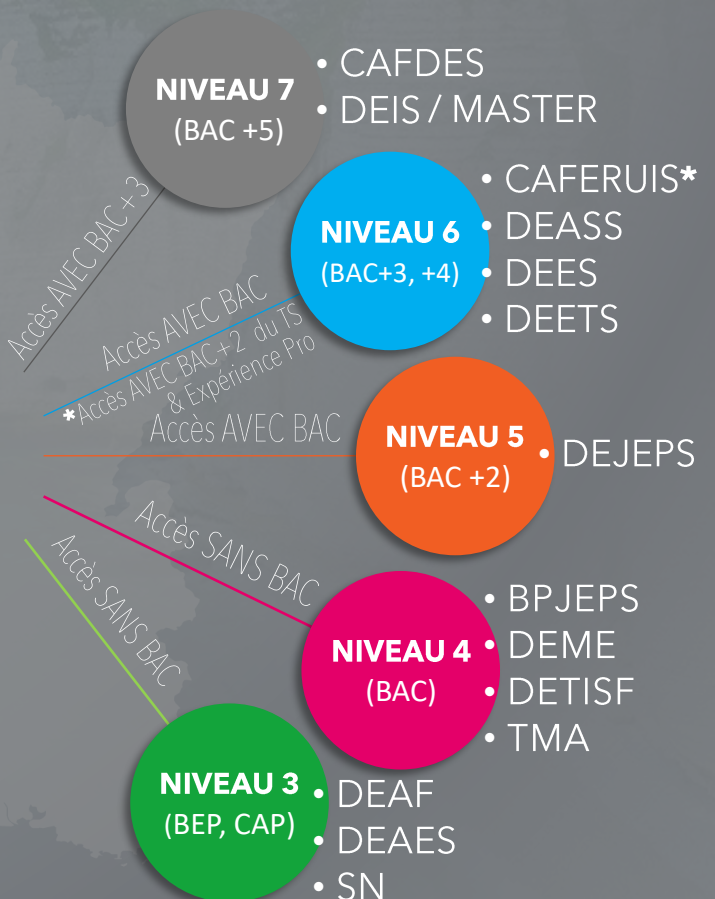 NIVEAU 7
(BAC +5)
• CAFDES
• DEIS / MASTER
Accès AVEC BAC+3
NIVEAU 6
(BAC+3, +4)
• CAFERUIS*
• DEASS
• DEES
• DEETS
Accès AVEC BAC
*Accès AVEC BAC+2 du TS
& Expérience Pro
NIVEAU 5
(BAC +2)
• DEJEPS
Accès AVEC BAC
NIVEAU 4
(BAC)
• BPJEPS
• DEME
• DETISF
• TMA
Accès SANS BAC
NIVEAU 3
(BEP, CAP)
• DEAF
• DEAES
• SN
Accès SANS BAC